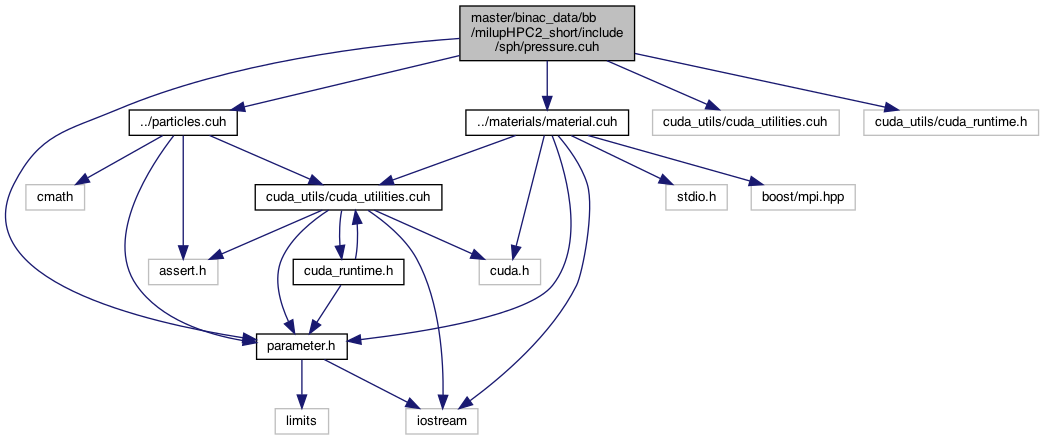 master/binac_data/bb
/milupHPC2_short/include
/sph/pressure.cuh
../particles.cuh
../materials/material.cuh
cuda_utils/cuda_utilities.cuh
cuda_utils/cuda_runtime.h
cmath
cuda_utils/cuda_utilities.cuh
stdio.h
boost/mpi.hpp
assert.h
cuda_runtime.h
cuda.h
parameter.h
limits
iostream